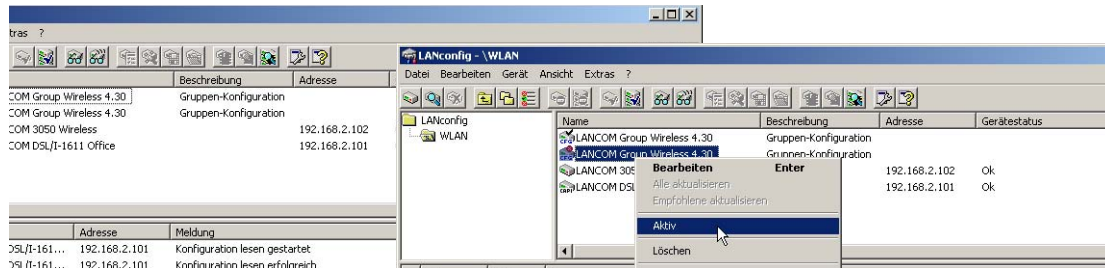 tras ?
Beschreibung Adresse
COM Group Wireless 4.30 Gruppen-Konfiguration
COM Group Wireless 4.30 Gruppen-Konfiguration
COM 3050 Wireless 192.168.2.102
COM DSL/I-1611 Office 192.168.2.101
Adresse Meldung
DSL/I-161... 192.168.2.101 Konfiguration lesen gestartet
DSL/I-161... 192.168.2.101 Konfiguration lesen erfolgreich
LANconfig - \WLAN
Datei Bearbeiten Gerät Ansicht Extras ?
LANconfig
WLAN
Name Beschreibung Adresse Gerätestatus
LANCOM Group Wireless 4.30 Gruppen-Konfiguration
LANCOM Group Wireless 4.30 Gruppen-Konfiguration
LANCOM 305 192.168.2.102 Ok
LANCOM DSL 192.168.2.101 Ok
Bearbeiten Enter
Alle aktualisieren
Empfohlene aktualisieren
Aktiv
Löschen